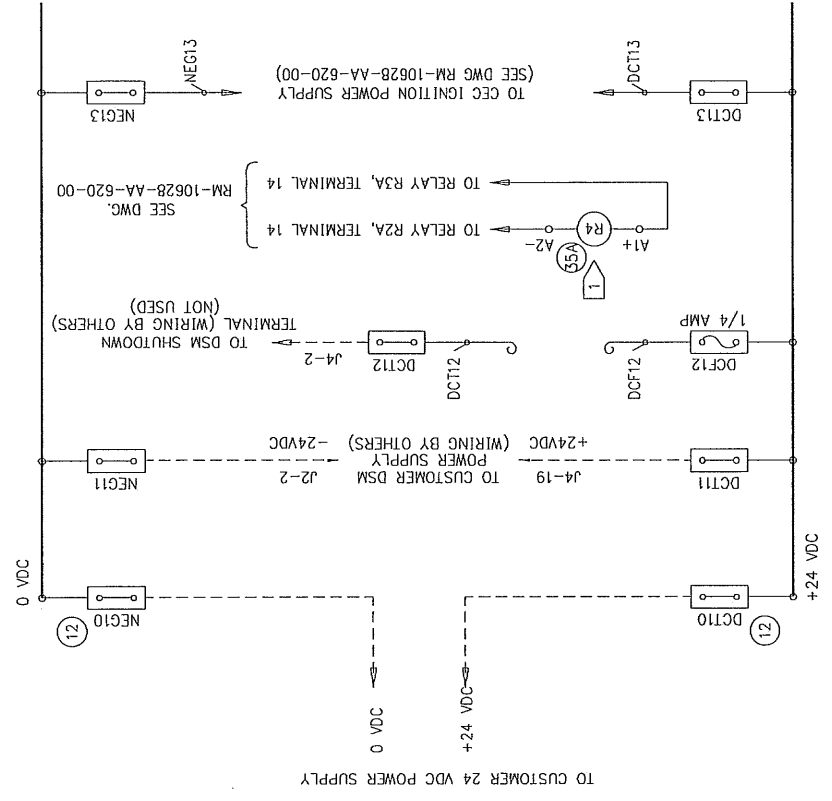 TO CUSTOMER 24 VDC POWER SUPPLY
+24 VDC
0 VDC
+24 VDC
0 VDC
12
DCT10
NEG10
12
DCT11
J4-19
+24VDC
TO CUSTOMER DSM
POWER SUPPLY
(WIRING BY OTHERS)
J2-2
-24VDC
NEG11
DCF12
1/4 AMP
DCF12
DCT12
DCT12
J4-2
TO DSM SHUTDOWN
TERMINAL (WIRING BY OTHERS)
(NOT USED)
1
35A
A1+
R4
A2-
TO RELAY R2A, TERMINAL 14
TO RELAY R3A, TERMINAL 14
SEE DWG.
RM-10628-AA-620-00
DCT13
DCT13
TO CEC IGNITION POWER SUPPLY
(SEE DWG RM-10628-AA-620-00)
NEG13
NEG13